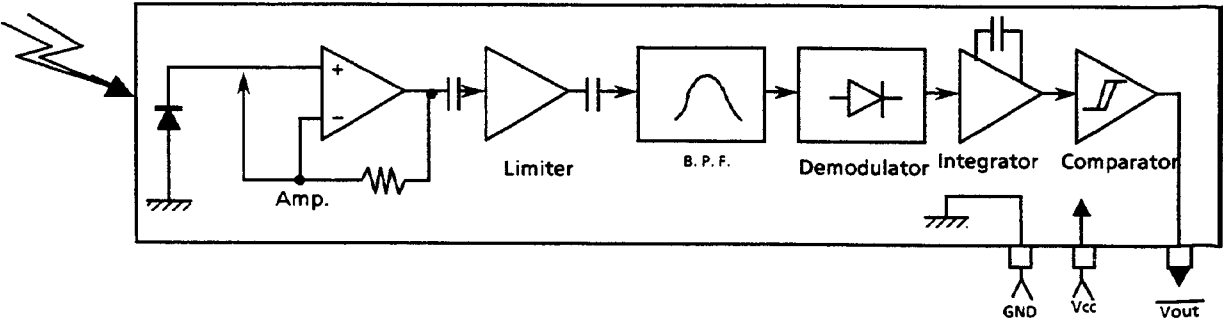 +
−
Amp.
Limiter
B. P. F.
Demodulator
Integrator
Comparator
GND
Vcc
Vout